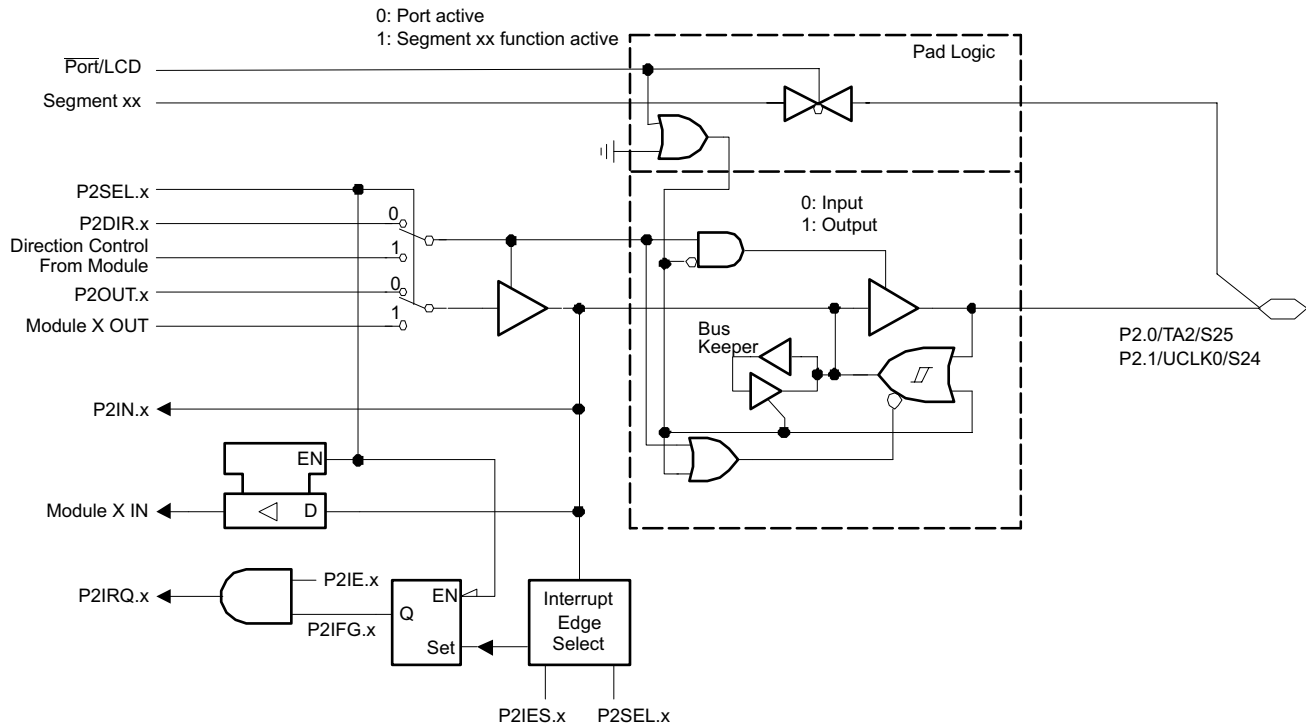 0: Port active
1: Segment xx function active
Pad Logic
Port/LCD
Segment xx
P2SEL.x
0: Input
1: Output
P2DIR.x
0
Direction Control
From Module
1
P2OUT.x
0
Module X OUT
1
Bus
Keeper
P2.0/TA2/S25
P2.1/UCLK0/S24
P2IN.x
EN
Module X IN
D
P2IE.x
P2IRQ.x
EN
Q
P2IFG.x
Set
Interrupt
Edge
Select
P2IES.x
P2SEL.x